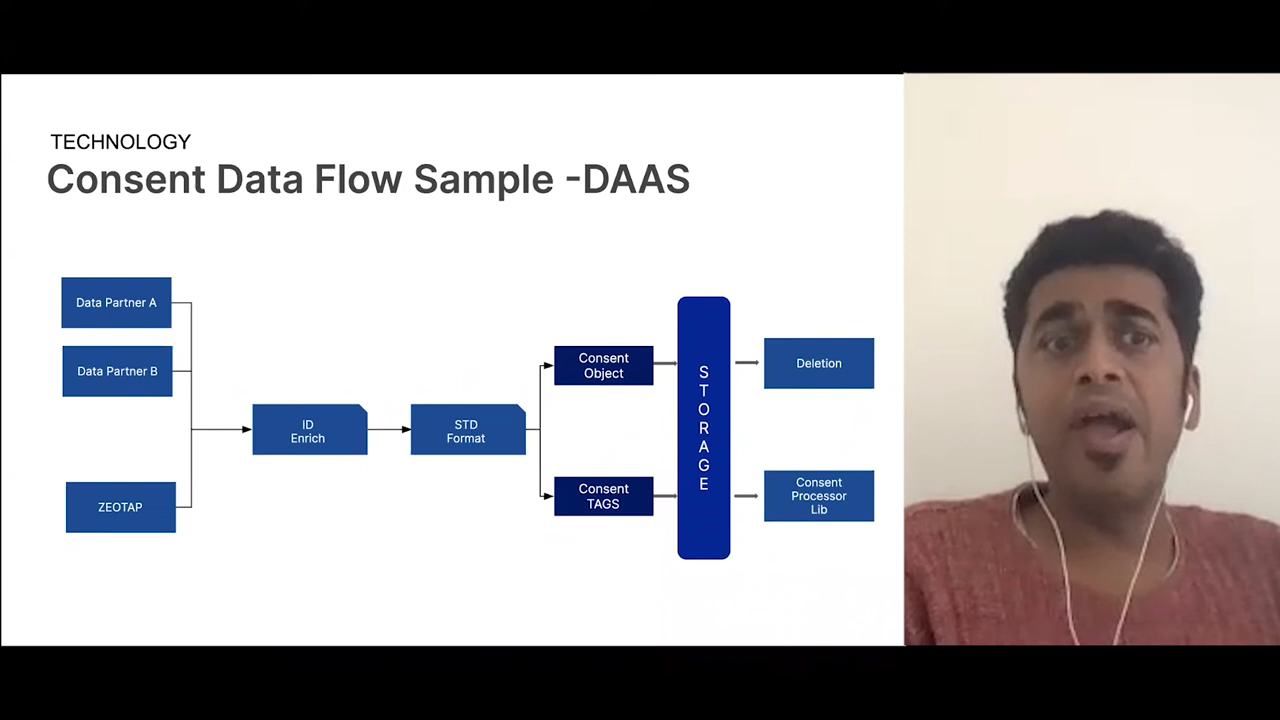 TECHNOLOGY
Consent Data Flow Sample -DAAS
Data Partner A
Data Partner B
ZEOTAP
ID
Enrich
STD
Format
Consent
Object
Consent
TAGS
STORAGE
Deletion
Consent
Processor
Lib